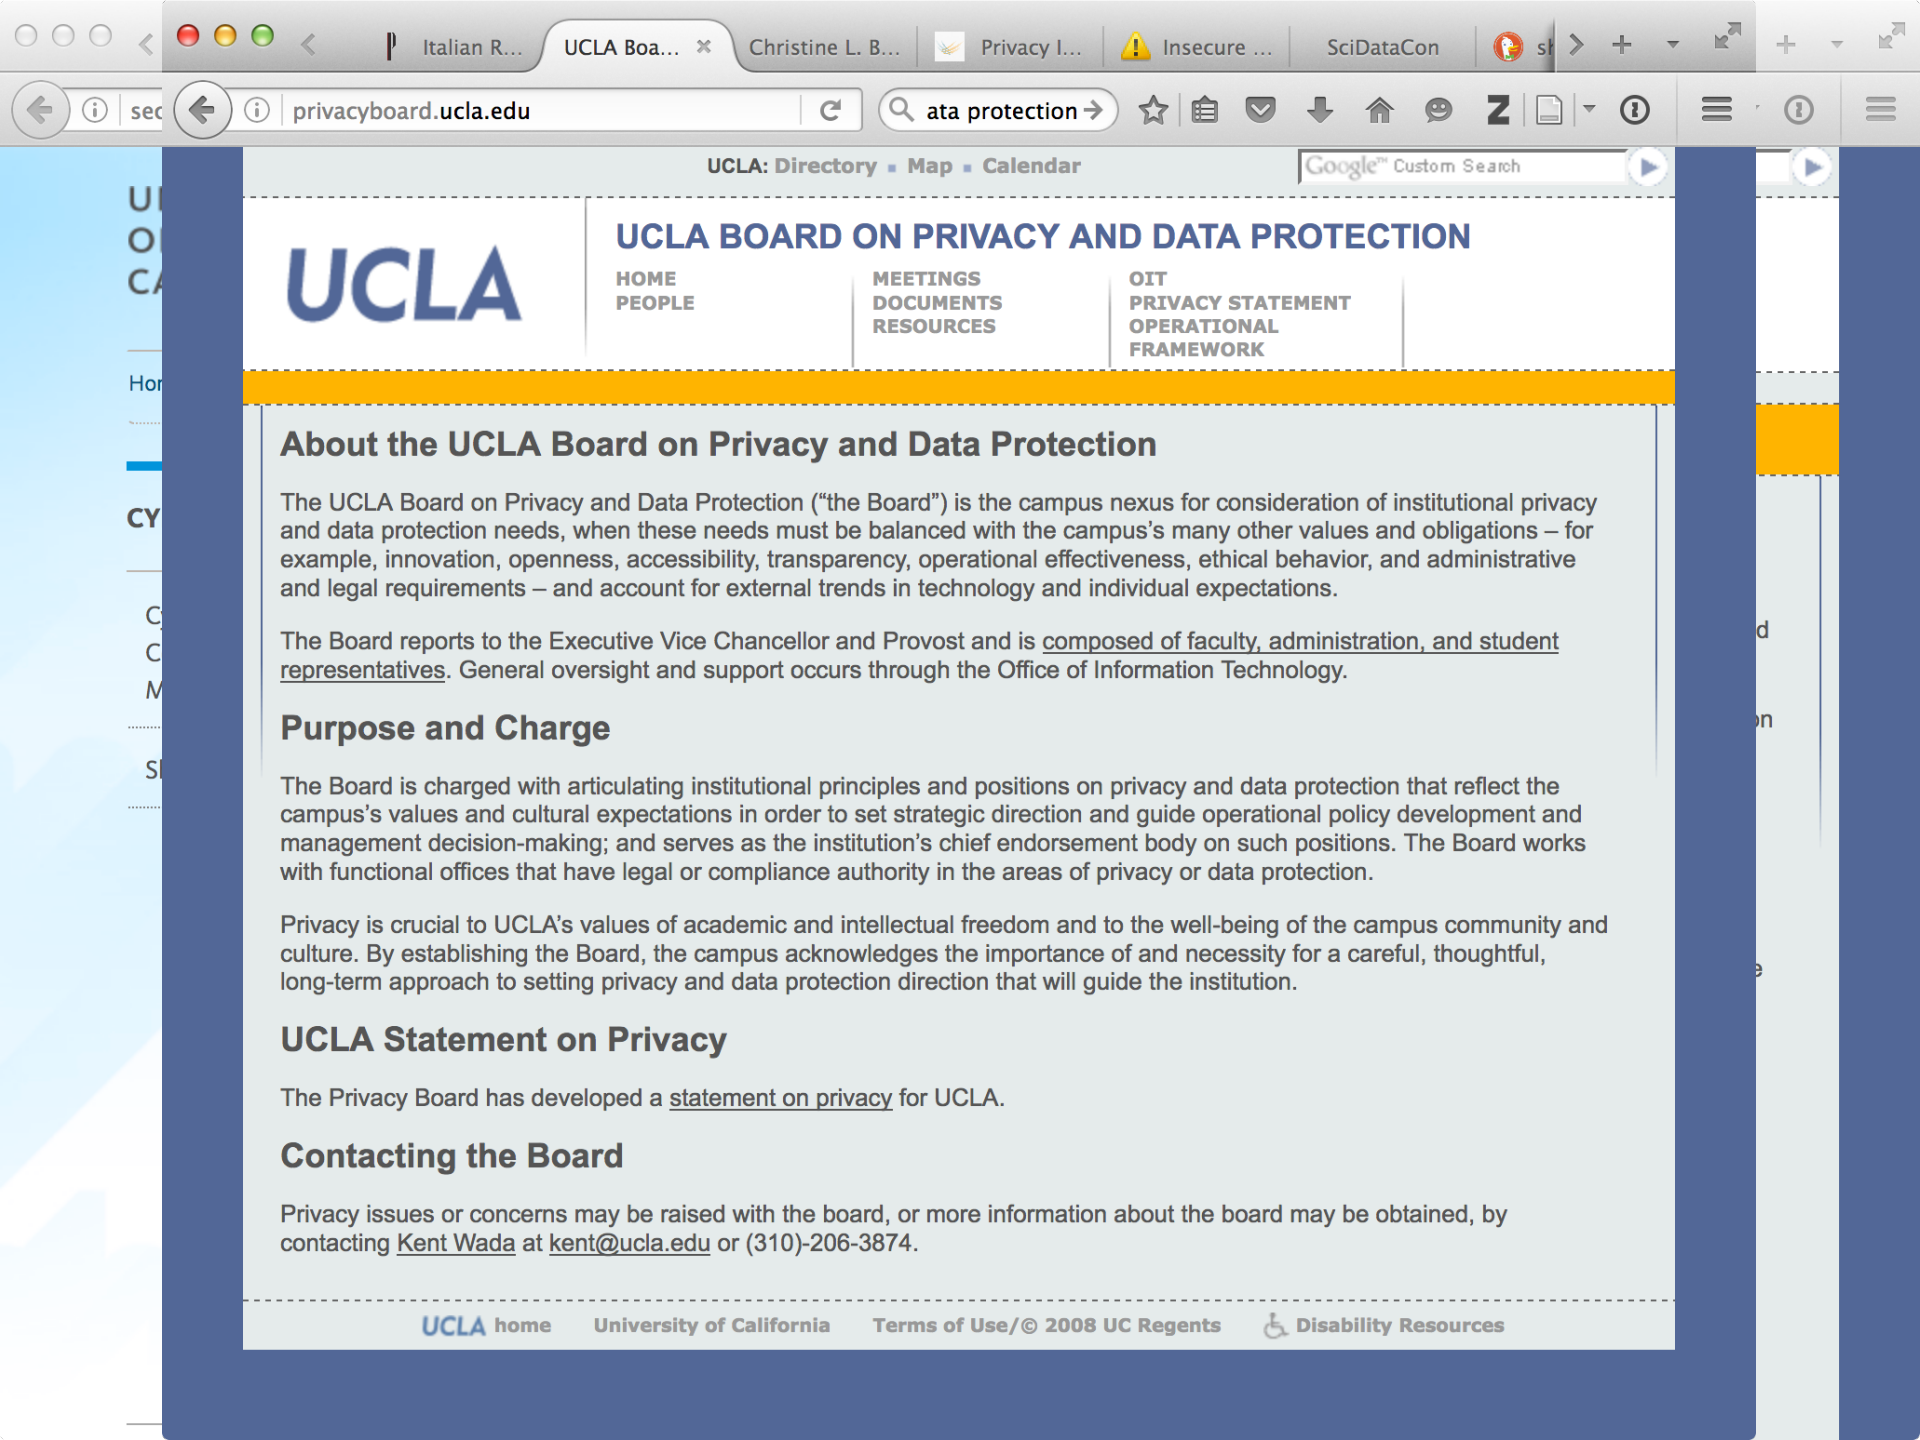 Italian R...
UCLA Boa...
Christine L. B...
Privacy I...
Insecure ...
SciDataCon
sec
privacyboard.ucla.edu
ata protection
UCLA: Directory ▪ Map ▪ Calendar
Google™ Custom Search
UCLA
UCLA BOARD ON PRIVACY AND DATA PROTECTION
HOME
PEOPLE
MEETINGS
DOCUMENTS
RESOURCES
OIT
PRIVACY STATEMENT
OPERATIONAL
FRAMEWORK
CY
About the UCLA Board on Privacy and Data Protection
The UCLA Board on Privacy and Data Protection (“the Board”) is the campus nexus for consideration of institutional privacy
and data protection needs, when these needs must be balanced with the campus’s many other values and obligations – for
example, innovation, openness, accessibility, transparency, operational effectiveness, ethical behavior, and administrative
and legal requirements – and account for external trends in technology and individual expectations.
The Board reports to the Executive Vice Chancellor and Provost and is composed of faculty, administration, and student
representatives. General oversight and support occurs through the Office of Information Technology.
Purpose and Charge
The Board is charged with articulating institutional principles and positions on privacy and data protection that reflect the
campus’s values and cultural expectations in order to set strategic direction and guide operational policy development and
management decision-making; and serves as the institution’s chief endorsement body on such positions. The Board works
with functional offices that have legal or compliance authority in the areas of privacy or data protection.
Privacy is crucial to UCLA’s values of academic and intellectual freedom and to the well-being of the campus community and
culture. By establishing the Board, the campus acknowledges the importance of and necessity for a careful, thoughtful,
long-term approach to setting privacy and data protection direction that will guide the institution.
UCLA Statement on Privacy
The Privacy Board has developed a statement on privacy for UCLA.
Contacting the Board
Privacy issues or concerns may be raised with the board, or more information about the board may be obtained, by
contacting Kent Wada at kent@ucla.edu or (310)-206-3874.
UCLA home University of California Terms of Use/© 2008 UC Regents Disability Resources